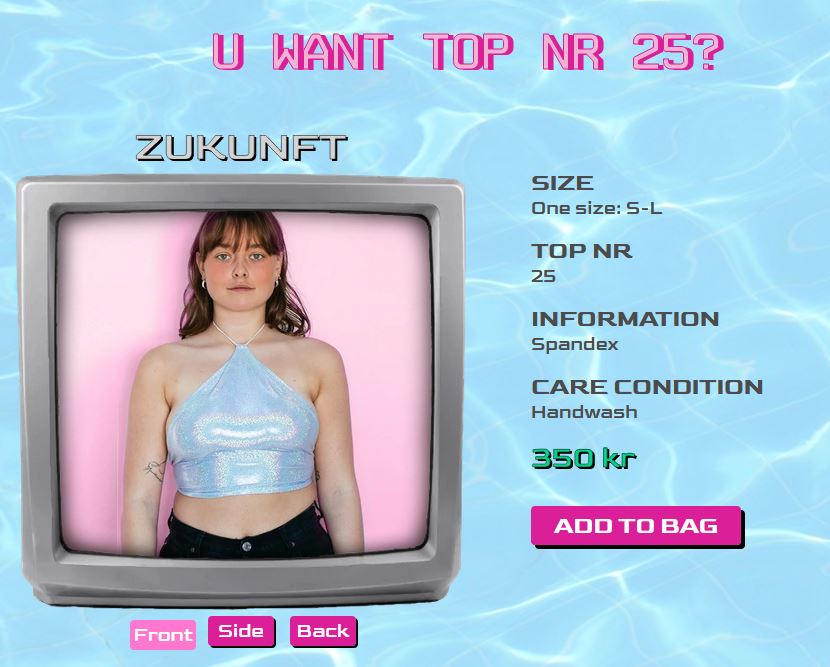 U WANT TOP NR 25?
ZUKUNFT
SIZE
One size: S-L
TOP NR
25
INFORMATION
Spandex
CARE CONDITION
Handwash
350 kr
ADD TO BAG
Front
Side
Back